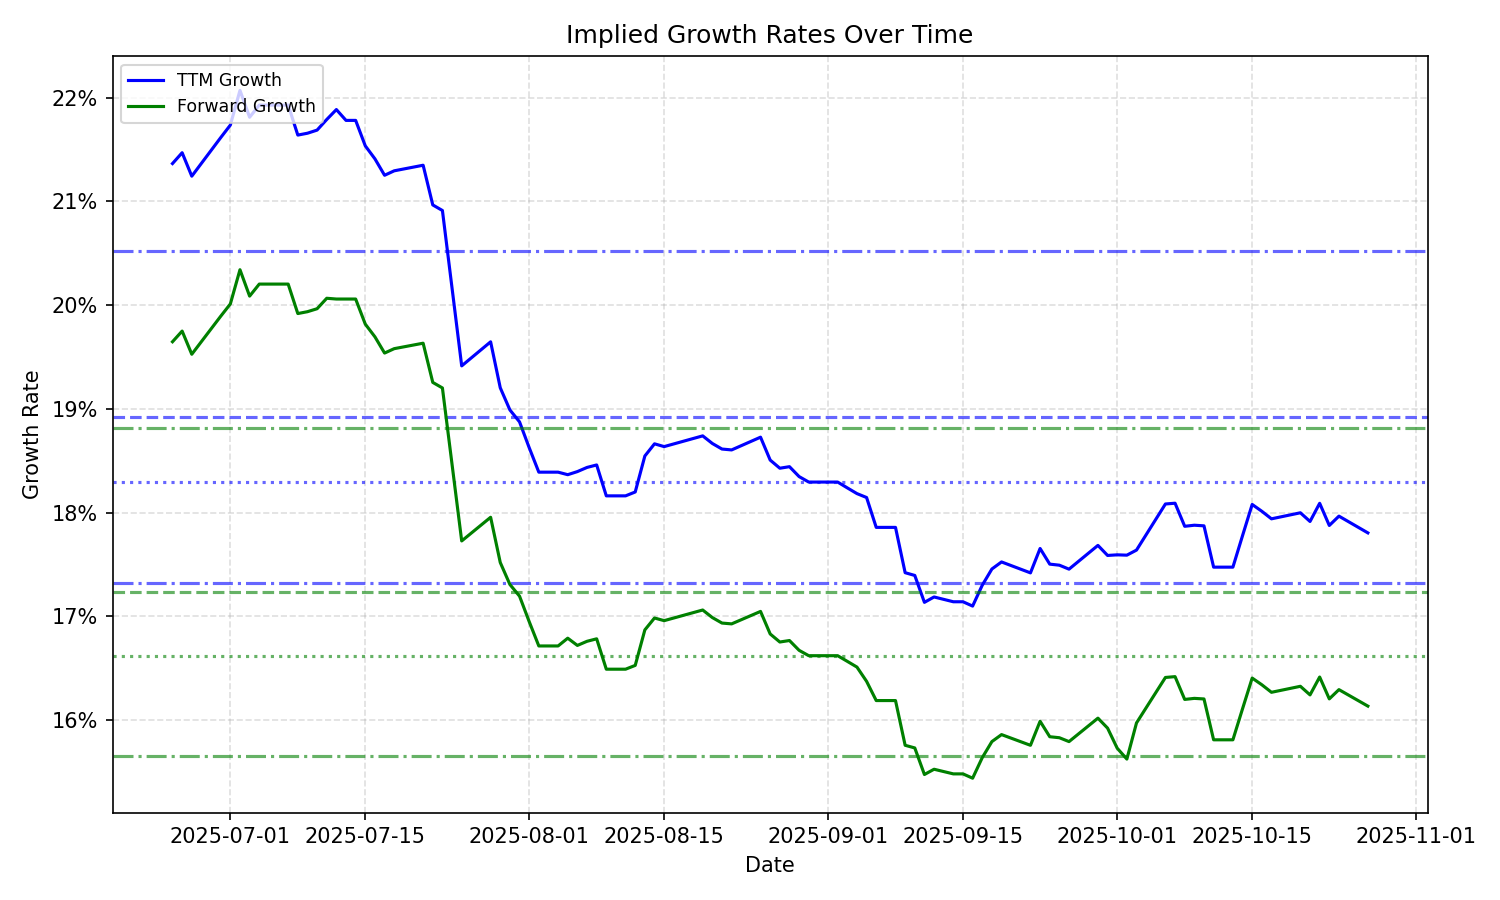 Implied Growth Rates Over Time
TTM Growth
Forward Growth
22%
21%
20%
19%
18%
17%
16%
Growth Rate
2025-07-01 2025-07-15 2025-08-01 2025-08-15 2025-09-01 2025-09-15 2025-10-01 2025-10-15 2025-11-01
Date